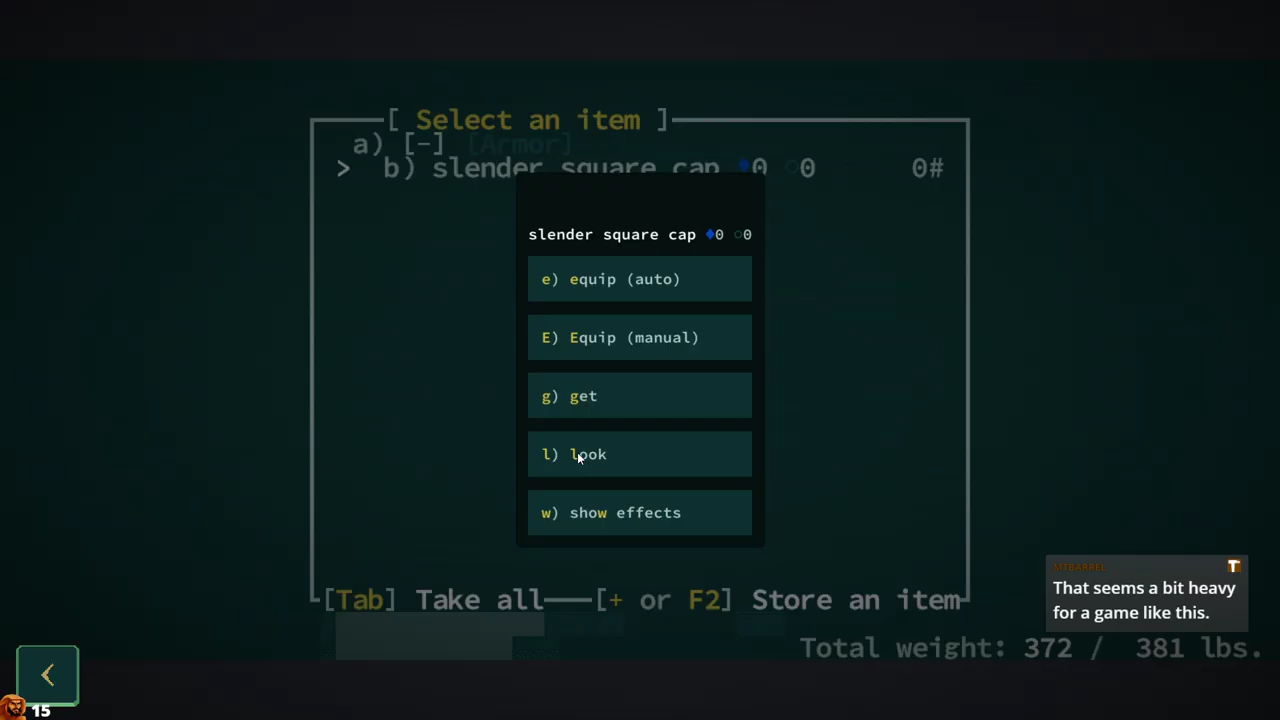 [ Select an item ]
a) [-] [Armor]
> b) slender square cap ♦0 ○0 0#
slender square cap ♦0 ○0
e) equip (auto)
E) Equip (manual)
g) get
l) look
w) show effects
[Tab] Take all [+ or F2] Store an item
Total weight: 372 / 381 lbs.
MTBARREL
That seems a bit heavy
for a game like this.
15